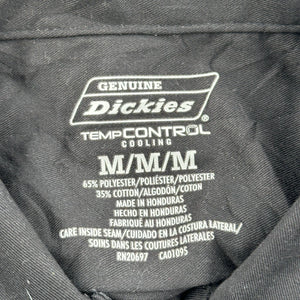 GENUINE
Dickies®
TEMPCONTROL
COOLING
M/M/M
65% POLYESTER/POLIÉSTER/POLYESTER
35% COTTON/ALGODÓN/COTON
MADE IN HONDURAS
HECHO EN HONDURAS
FABRIQUÉ AU HONDURAS
CARE INSIDE SEAM/CUIDADO EN LA COSTURA LATERAL/
SOINS DANS LES COUTURES LATERALES
RN20697 CA01095